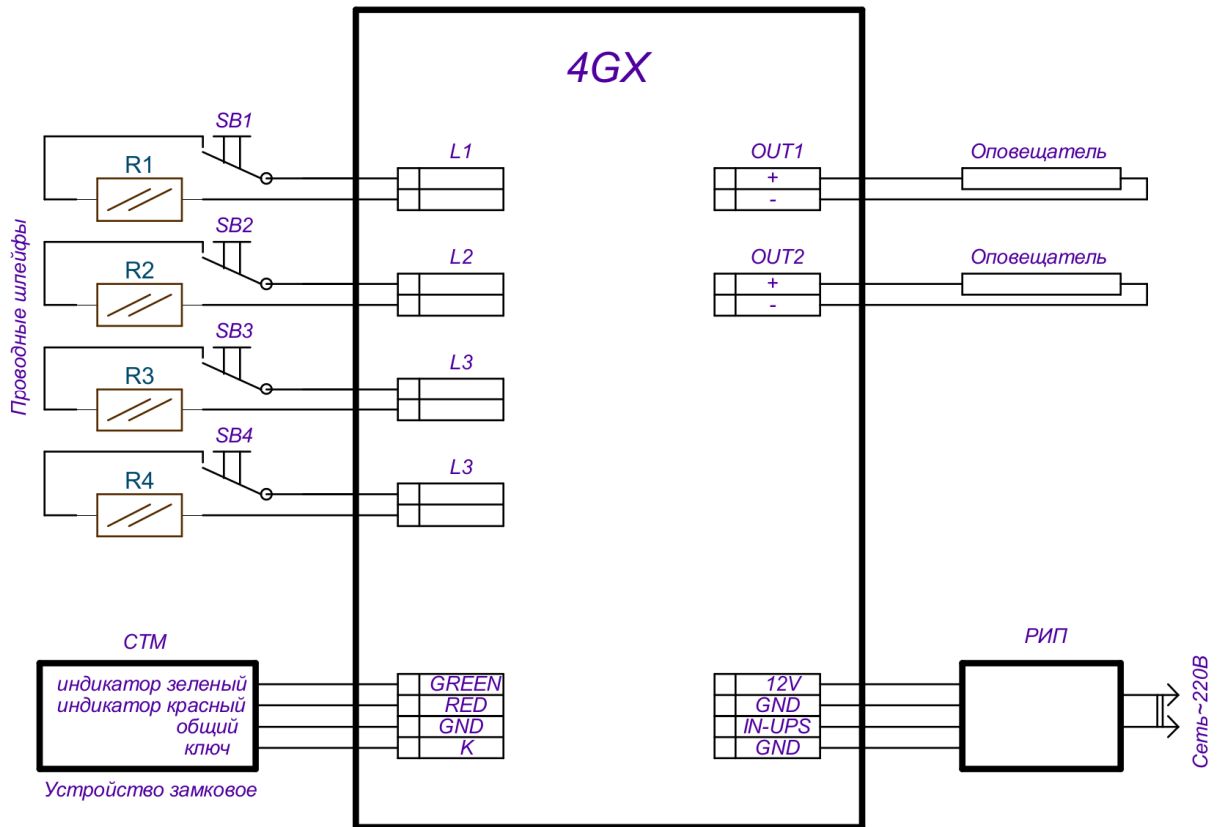 4GX
Проводные шлейфы
SB1
R1
L1
SB2
R2
L2
SB3
R3
L3
SB4
R4
L3
OUT1
+
-
Оповещатель
OUT2
+
-
Оповещатель
СТМ
индикатор зеленый
индикатор красный
общий
ключ
Устройство замковое
GREEN
RED
GND
K
12V
GND
IN-UPS
GND
РИП
Сеть~220В